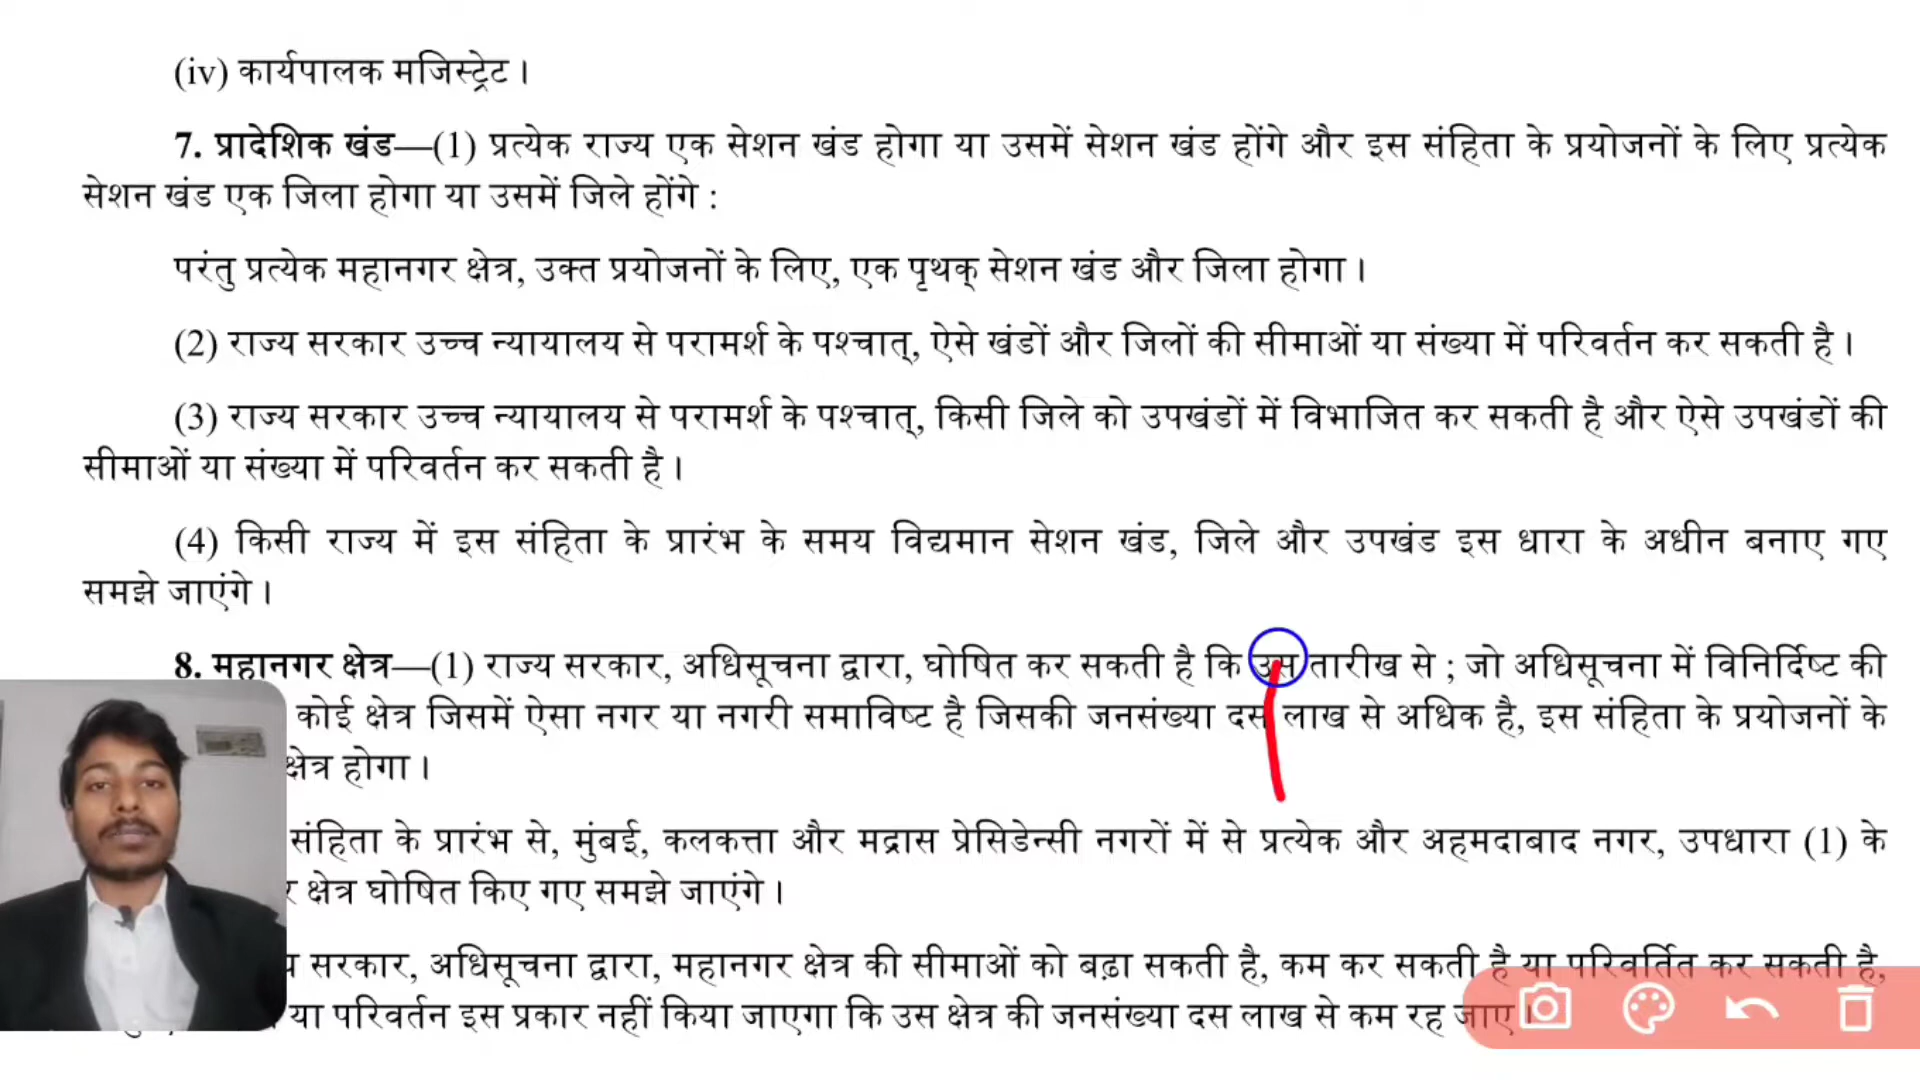 (iv) कार्यपालक मजिस्ट्रेट ।
7. प्रादेशिक खंड—(1) प्रत्येक राज्य एक सेशन खंड होगा या उसमें सेशन खंड होंगे और इस संहिता के प्रयोजनों के लिए प्रत्येक
सेशन खंड एक जिला होगा या उसमें जिले होंगे :
परंतु प्रत्येक महानगर क्षेत्र, उक्त प्रयोजनों के लिए, एक पृथक् सेशन खंड और जिला होगा ।
(2) राज्य सरकार उच्च न्यायालय से परामर्श के पश्चात्, ऐसे खंडों और जिलों की सीमाओं या संख्या में परिवर्तन कर सकती है ।
(3) राज्य सरकार उच्च न्यायालय से परामर्श के पश्चात्, किसी जिले को उपखंडों में विभाजित कर सकती है और ऐसे उपखंडों की
सीमाओं या संख्या में परिवर्तन कर सकती है ।
(4) किसी राज्य में इस संहिता के प्रारंभ के समय विद्यमान सेशन खंड, जिले और उपखंड इस धारा के अधीन बनाए गए
समझे जाएंगे ।
8. महानगर क्षेत्र—(1) राज्य सरकार, अधिसूचना द्वारा, घोषित कर सकती है कि उस तारीख से ; जो अधिसूचना में विनिर्दिष्ट की
कोई क्षेत्र जिसमें ऐसा नगर या नगरी समाविष्ट है जिसकी जनसंख्या दस लाख से अधिक है, इस संहिता के प्रयोजनों के
क्षेत्र होगा ।
संहिता के प्रारंभ से, मुंबई, कलकत्ता और मद्रास प्रेसिडेन्सी नगरों में से प्रत्येक और अहमदाबाद नगर, उपधारा (1) के
क्षेत्र घोषित किए गए समझे जाएंगे ।
सरकार, अधिसूचना द्वारा, महानगर क्षेत्र की सीमाओं को बढ़ा सकती है, कम कर सकती है या परिवर्तित कर सकती है,
या परिवर्तन इस प्रकार नहीं किया जाएगा कि उस क्षेत्र की जनसंख्या दस लाख से कम रह जाए ।